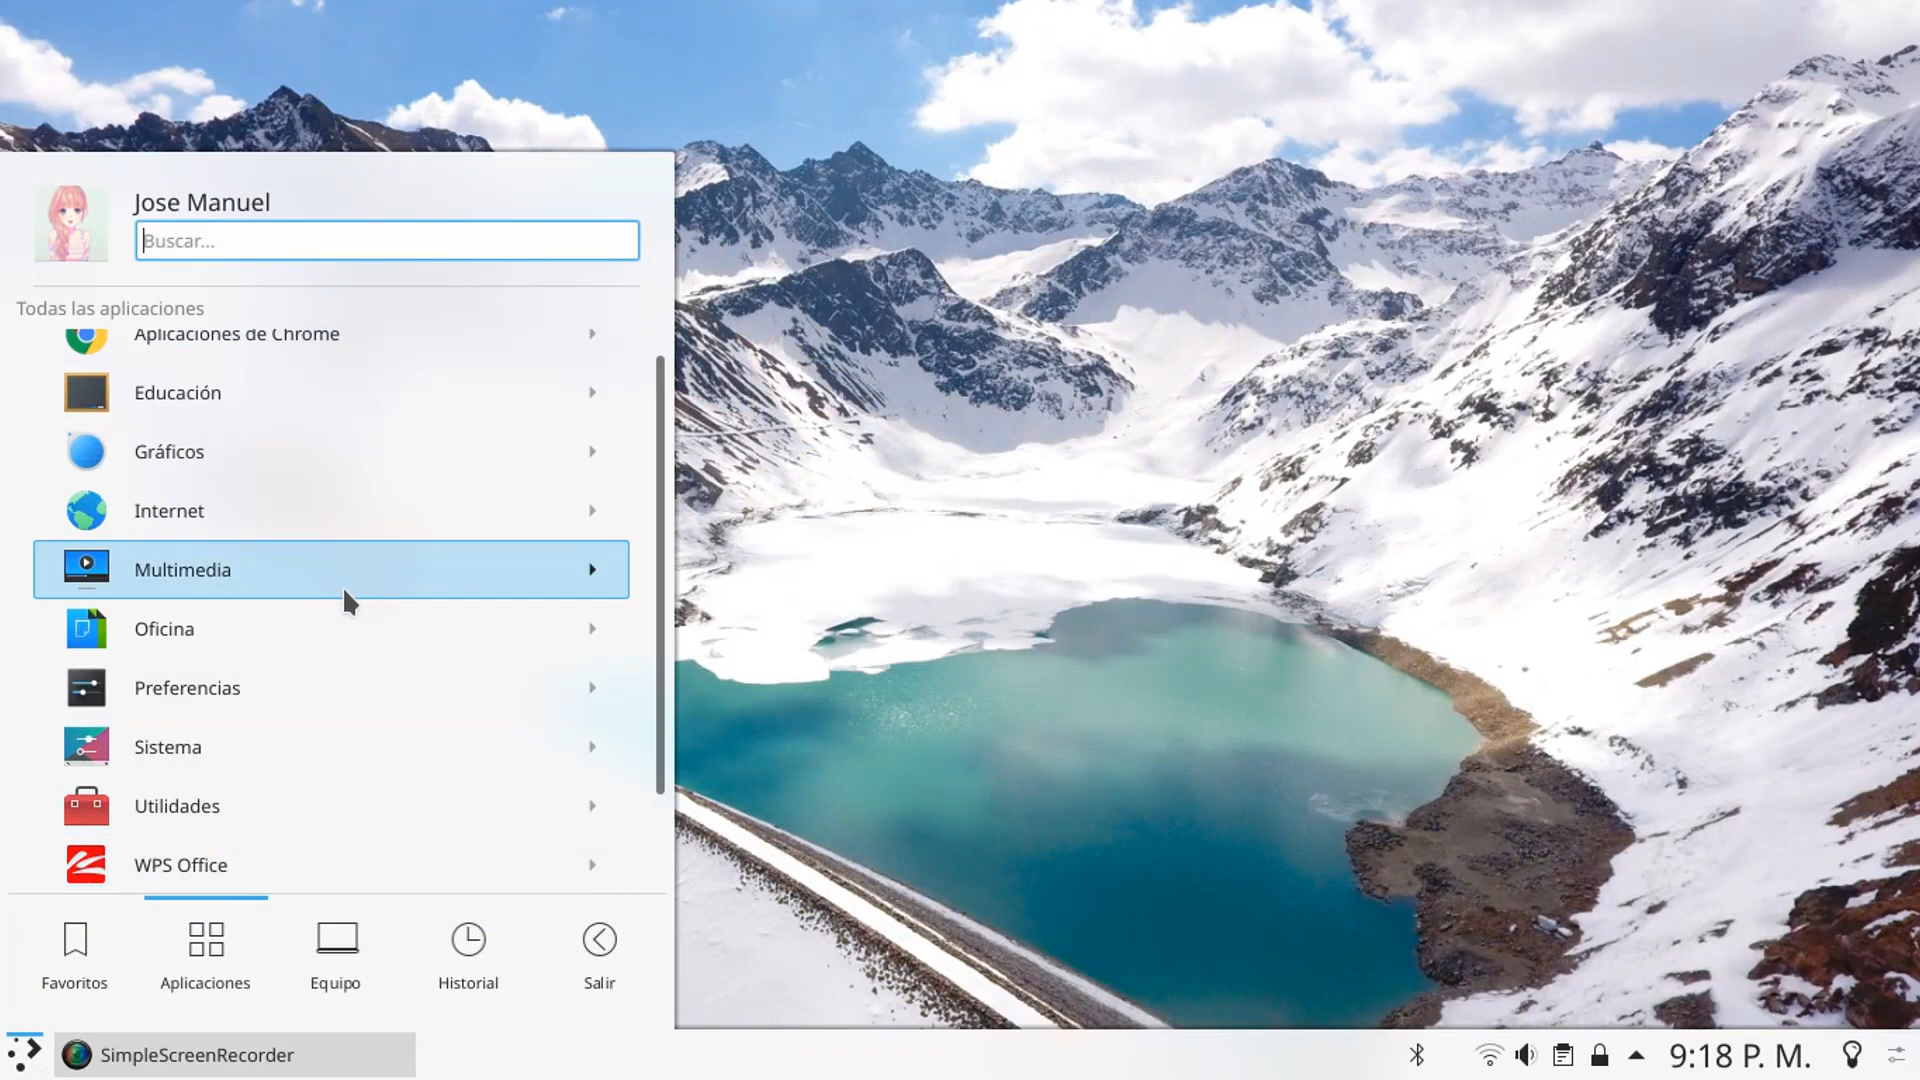 Jose Manuel
Buscar...
Todas las aplicaciones
Aplicaciones de Chrome
Educación
Gráficos
Internet
Multimedia
Oficina
Preferencias
Sistema
Utilidades
WPS Office
Favoritos
Aplicaciones
Equipo
Historial
Salir
SimpleScreenRecorder
9:18 P. M.